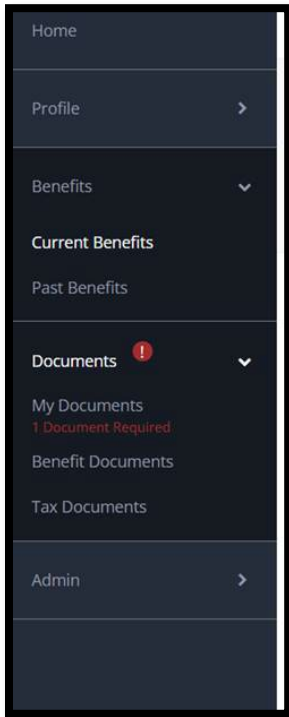 Home
Profile
Benefits
Current Benefits
Past Benefits
Documents !
My Documents
1 Document Required
Benefit Documents
Tax Documents
Admin